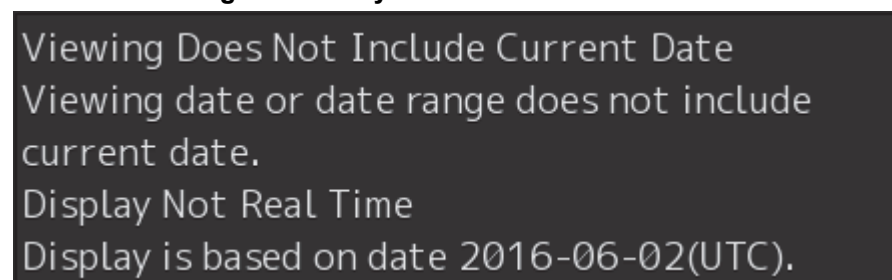 Viewing Does Not Include Current Date
Viewing date or date range does not include
current date.
Display Not Real Time
Display is based on date 2016-06-02(UTC).